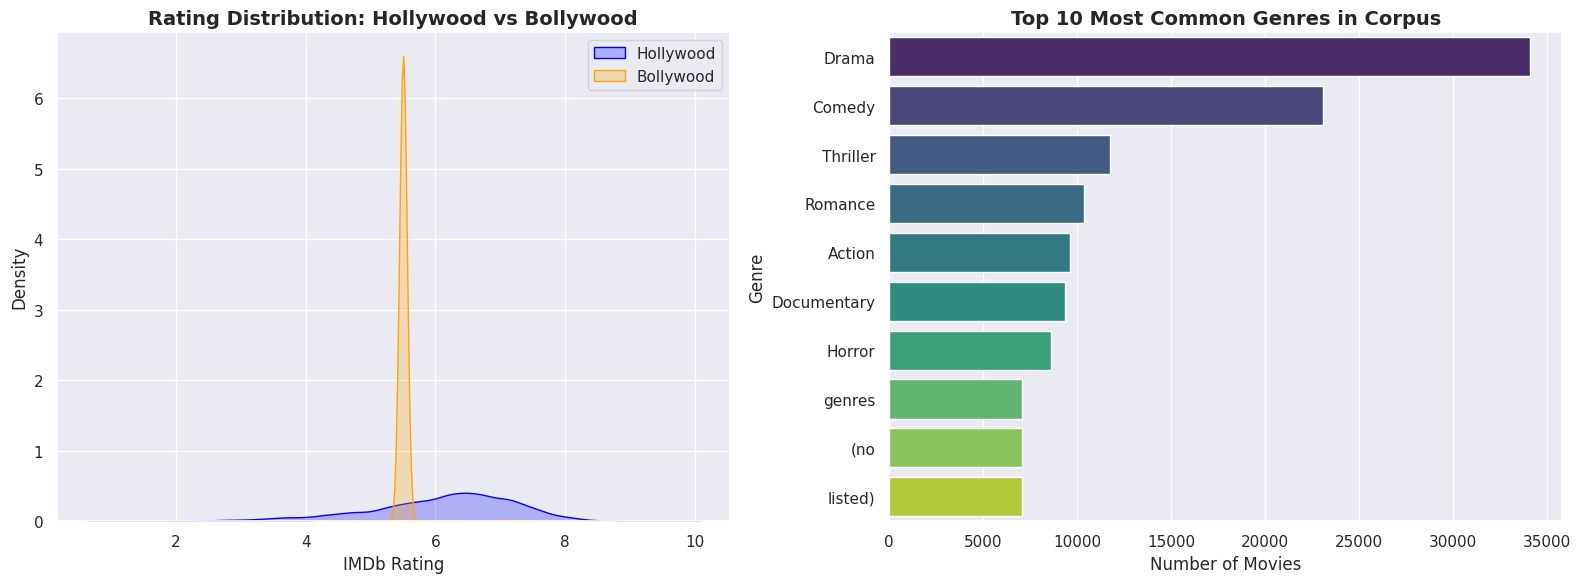 Rating Distribution: Hollywood vs Bollywood
Hollywood
Bollywood
Density
6
5
4
3
2
1
0
2
4
6
8
10
IMDb Rating
Top 10 Most Common Genres in Corpus
Genre
Drama
Comedy
Thriller
Romance
Action
Documentary
Horror
genres
(no
listed)
0
5000
10000
15000
20000
25000
30000
35000
Number of Movies